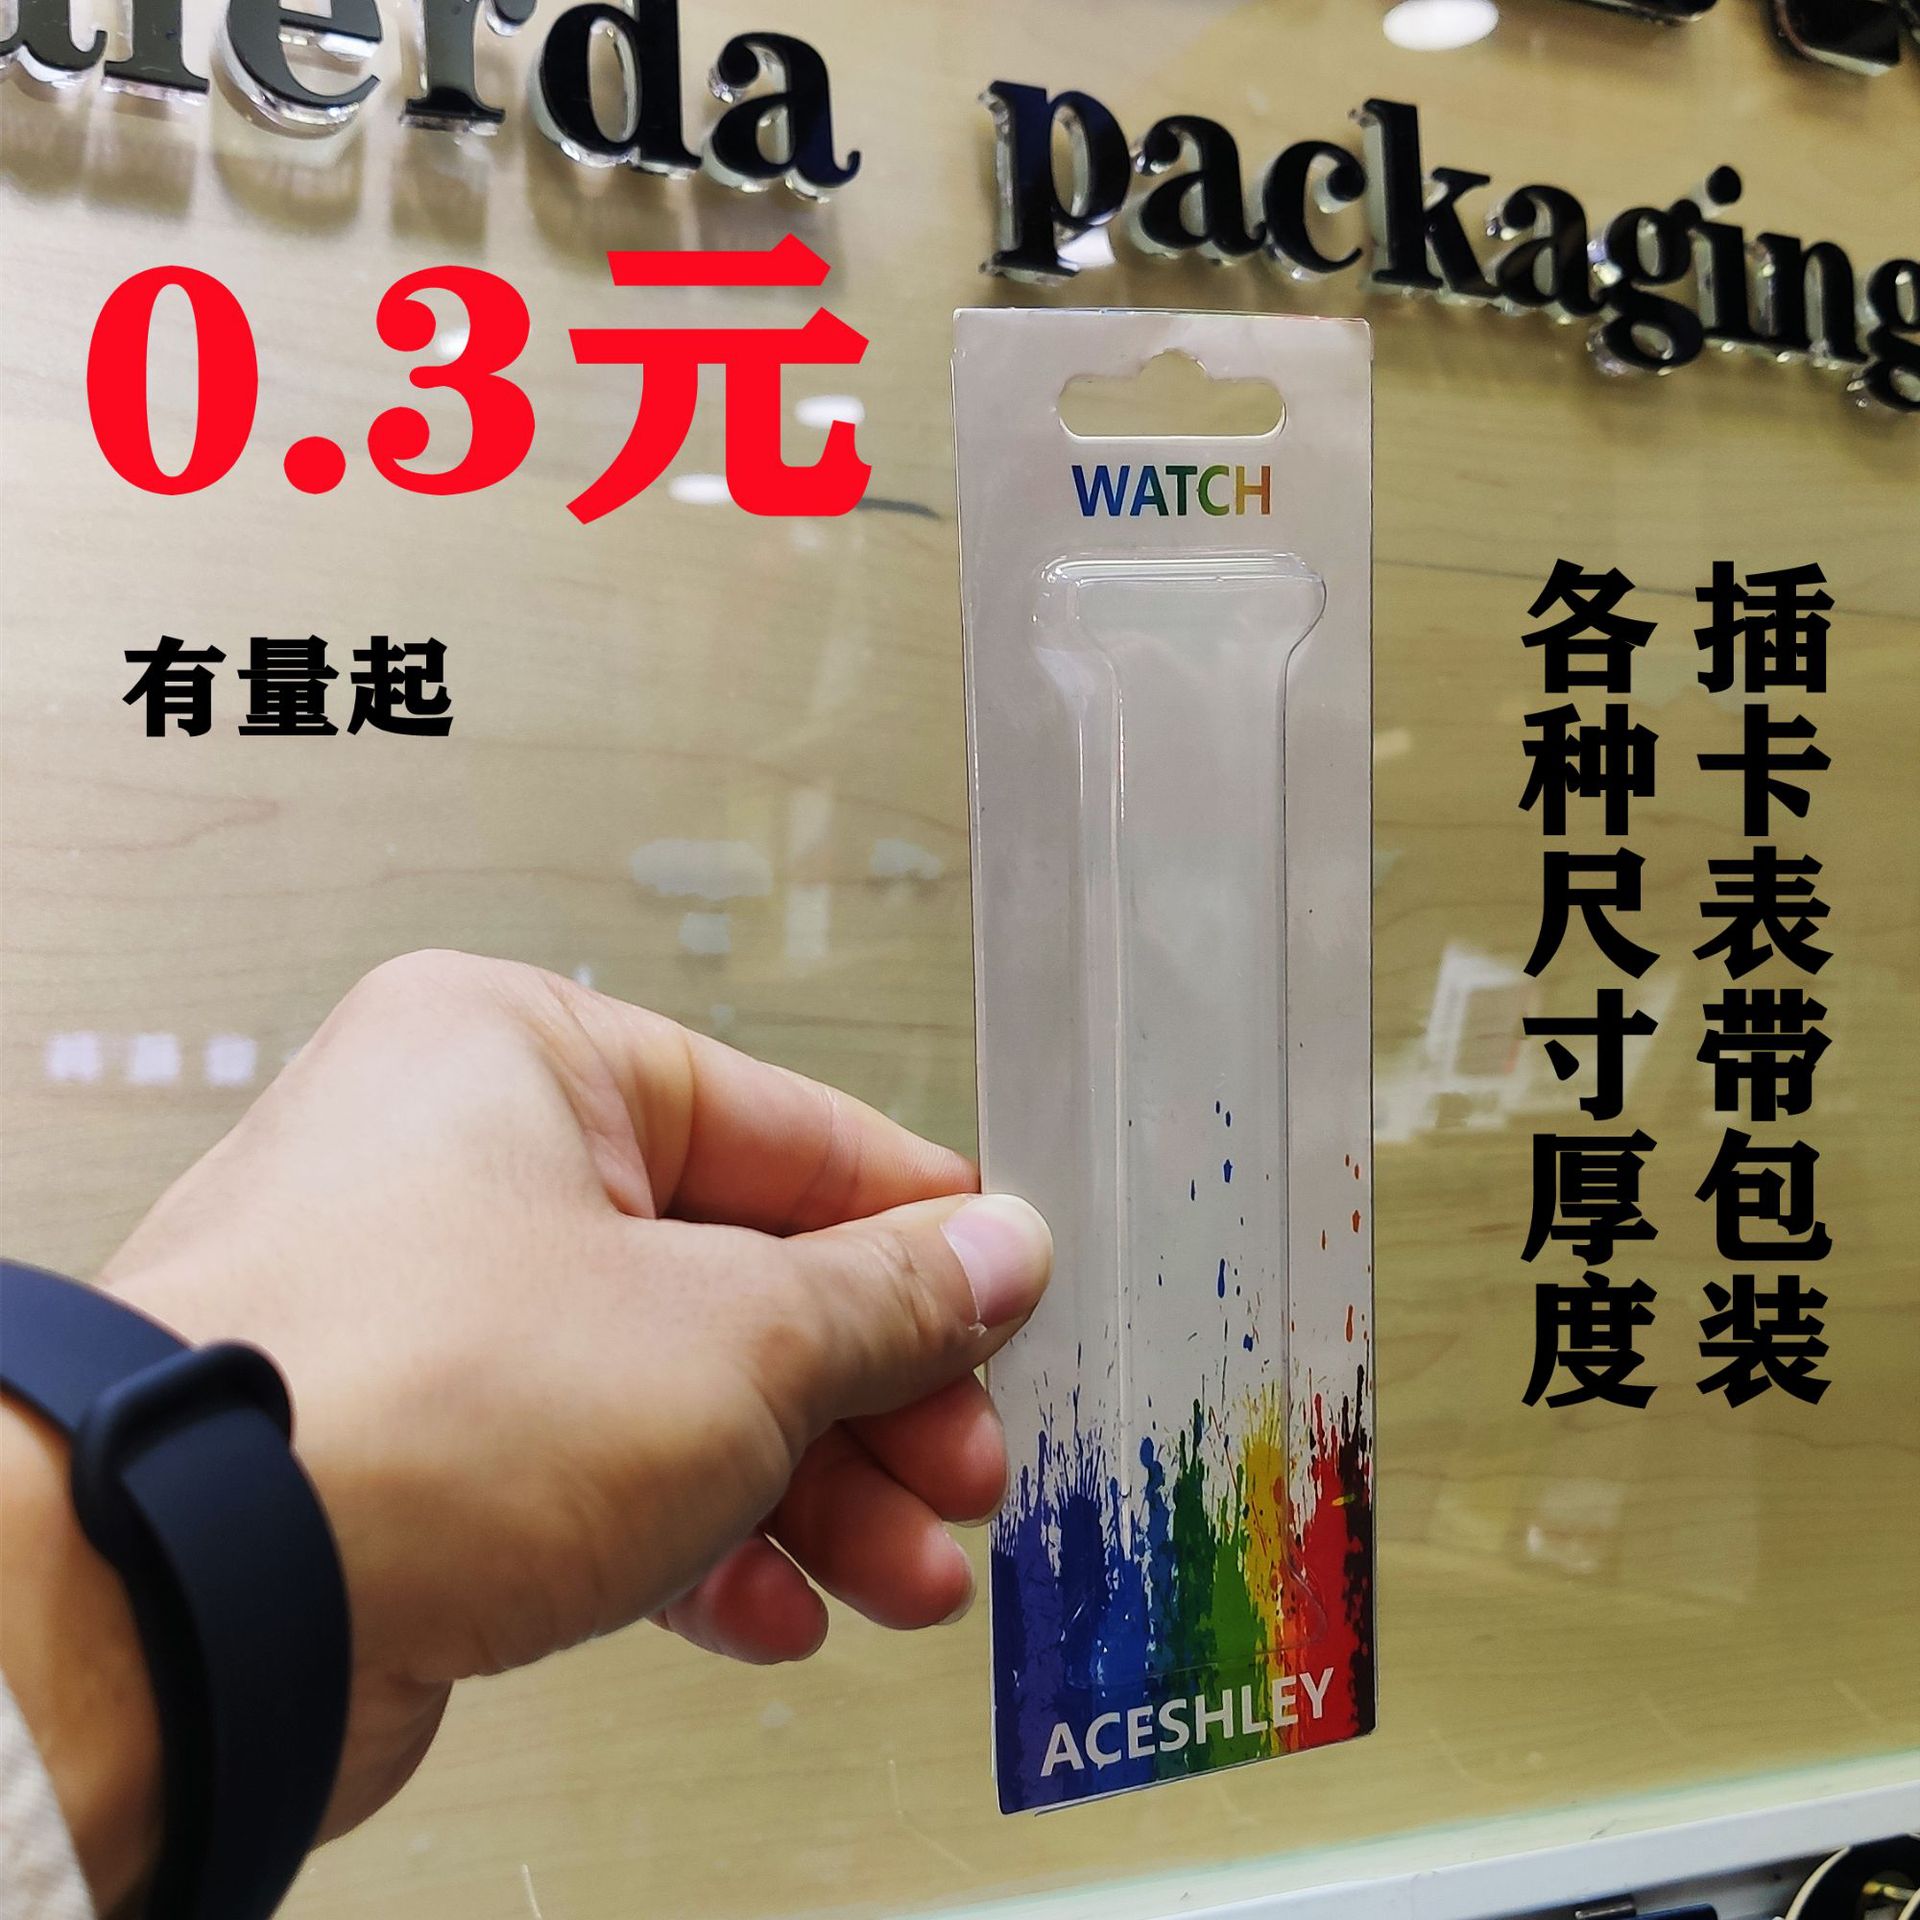 packaging
0.3元
有量起
WATCH
插卡表带包装
各种尺寸厚度
ACESHLEY